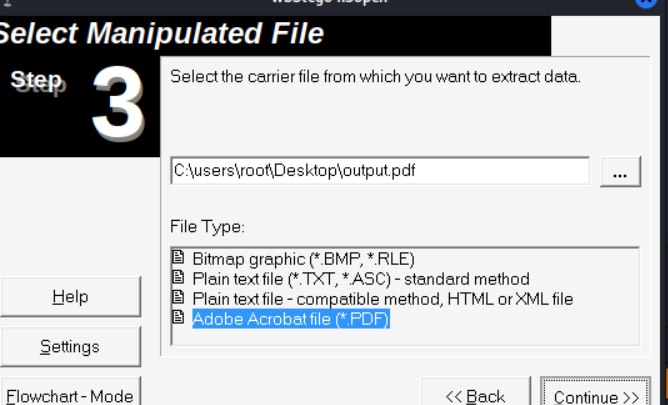 wbStego4.3open
Select Manipulated File
Step 3
Select the carrier file from which you want to extract data.
C:\users\root\Desktop\output.pdf
...
File Type:
Bitmap graphic (*.BMP, *.RLE)
Plain text file (*.TXT, *.ASC) - standard method
Plain text file - compatible method, HTML or XML file
Adobe Acrobat file (*.PDF)
Help
Settings
Flowchart - Mode
<< Back
Continue >>